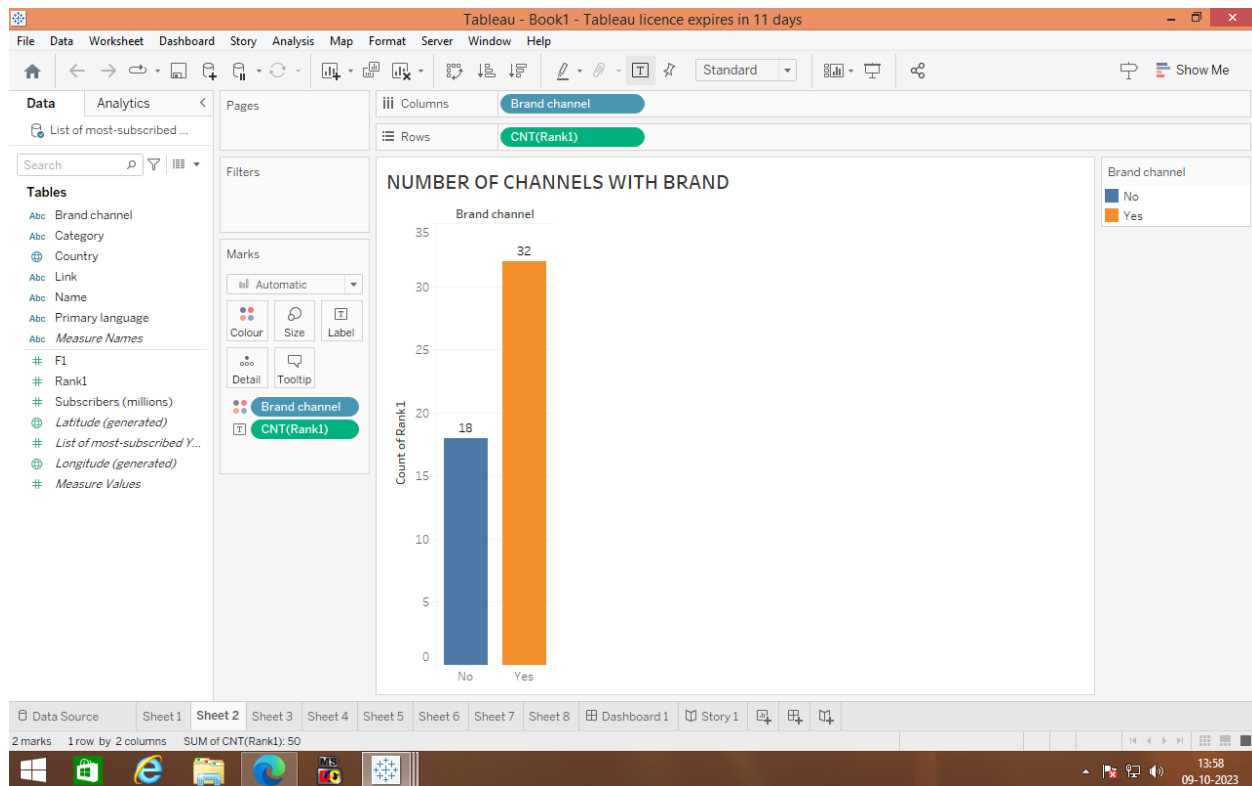 Tableau - Book1 - Tableau licence expires in 11 days
File Data Worksheet Dashboard Story Analysis Map Format Server Window Help
Standard
Show Me
Data Analytics
List of most-subscribed ...
Search
Tables
Abc Brand channel
Abc Category
Country
Abc Link
Abc Name
Abc Primary language
Abc Measure Names
# F1
# Rank1
# Subscribers (millions)
Latitude (generated)
# List of most-subscribed Y...
Longitude (generated)
# Measure Values
Pages
Filters
Marks
Automatic
Colour Size Label
Detail Tooltip
Brand channel
CNT(Rank1)
Columns Brand channel
Rows CNT(Rank1)
NUMBER OF CHANNELS WITH BRAND
Brand channel
35
30
25
20
15
10
5
0
Count of Rank1
18
32
No Yes
Brand channel
No
Yes
Data Source Sheet 1 Sheet 2 Sheet 3 Sheet 4 Sheet 5 Sheet 6 Sheet 7 Sheet 8 Dashboard 1 Story 1
2 marks 1 row by 2 columns SUM of CNT(Rank1): 50
MS
13:58
09-10-2023